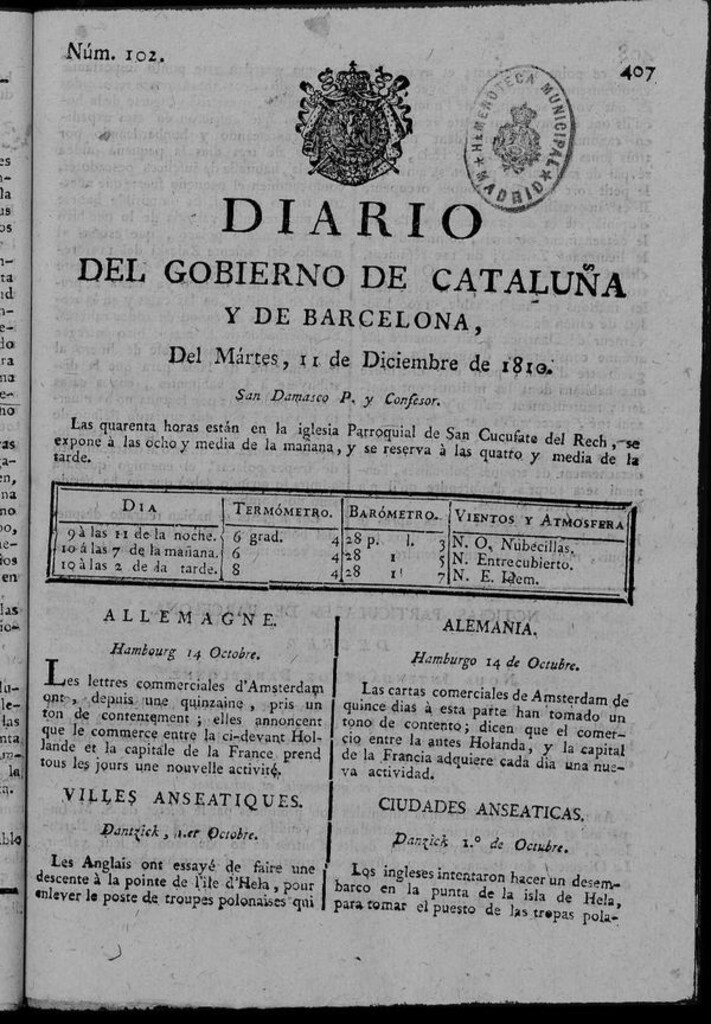 Núm. 102.
407
HEMEROTECA MUNICIPAL
MADRID
DIARIO
DEL GOBIERNO DE CATALUÑA
Y DE BARCELONA,
Del Mártes, 11 de Diciembre de 1810.
San Damasco P. y Confesor.
Las quarenta horas están en la iglesia Parroquial de San Cucufate del Rech, se
expone à las ocho y media de la mañana, y se reserva à las quatro y media de la
tarde.
DIA TERMÓMETRO. BARÓMETRO. VIENTOS Y ATMOSFERA
9 à las 11 de la noche. 6 grad. 4 28 p. l. 3 N. O. Nubecillas.
10 á las 7 de la mañana. 6 4 28 1 5 N. Entrecubierto.
10 à las 2 de la tarde. 8 4 28 1 7 N. E. Idem.
ALLEMAGNE.
Hambourg 14 Octobre.
Les lettres commerciales d'Amsterdam
ont, depuis une quinzaine, pris un
ton de contentement; elles annoncent
que le commerce entre la ci-devant Hol-
lande et la capitale de la France prend
tous les jours une nouvelle activité.
VILLES ANSEATIQUES.
Dantzick, 1.er Octobre.
Les Anglais ont essayé de faire une
descente à la pointe de l'île d'Hela, pour
enlever le poste de troupes polonaises qui
ALEMANIA.
Hamburgo 14 de Octubre.
Las cartas comerciales de Amsterdam de
quince dias à esta parte han tomado un
tono de contento; dicen que el comer-
cio entre la antes Holanda, y la capital
de la Francia adquiere cada dia una nue-
va actividad.
CIUDADES ANSEATICAS.
Danzick 1.º de Octubre.
Los ingleses intentaron hacer un desem-
barco en la punta de la isla de Hela,
para tomar el puesto de las tropas pola-